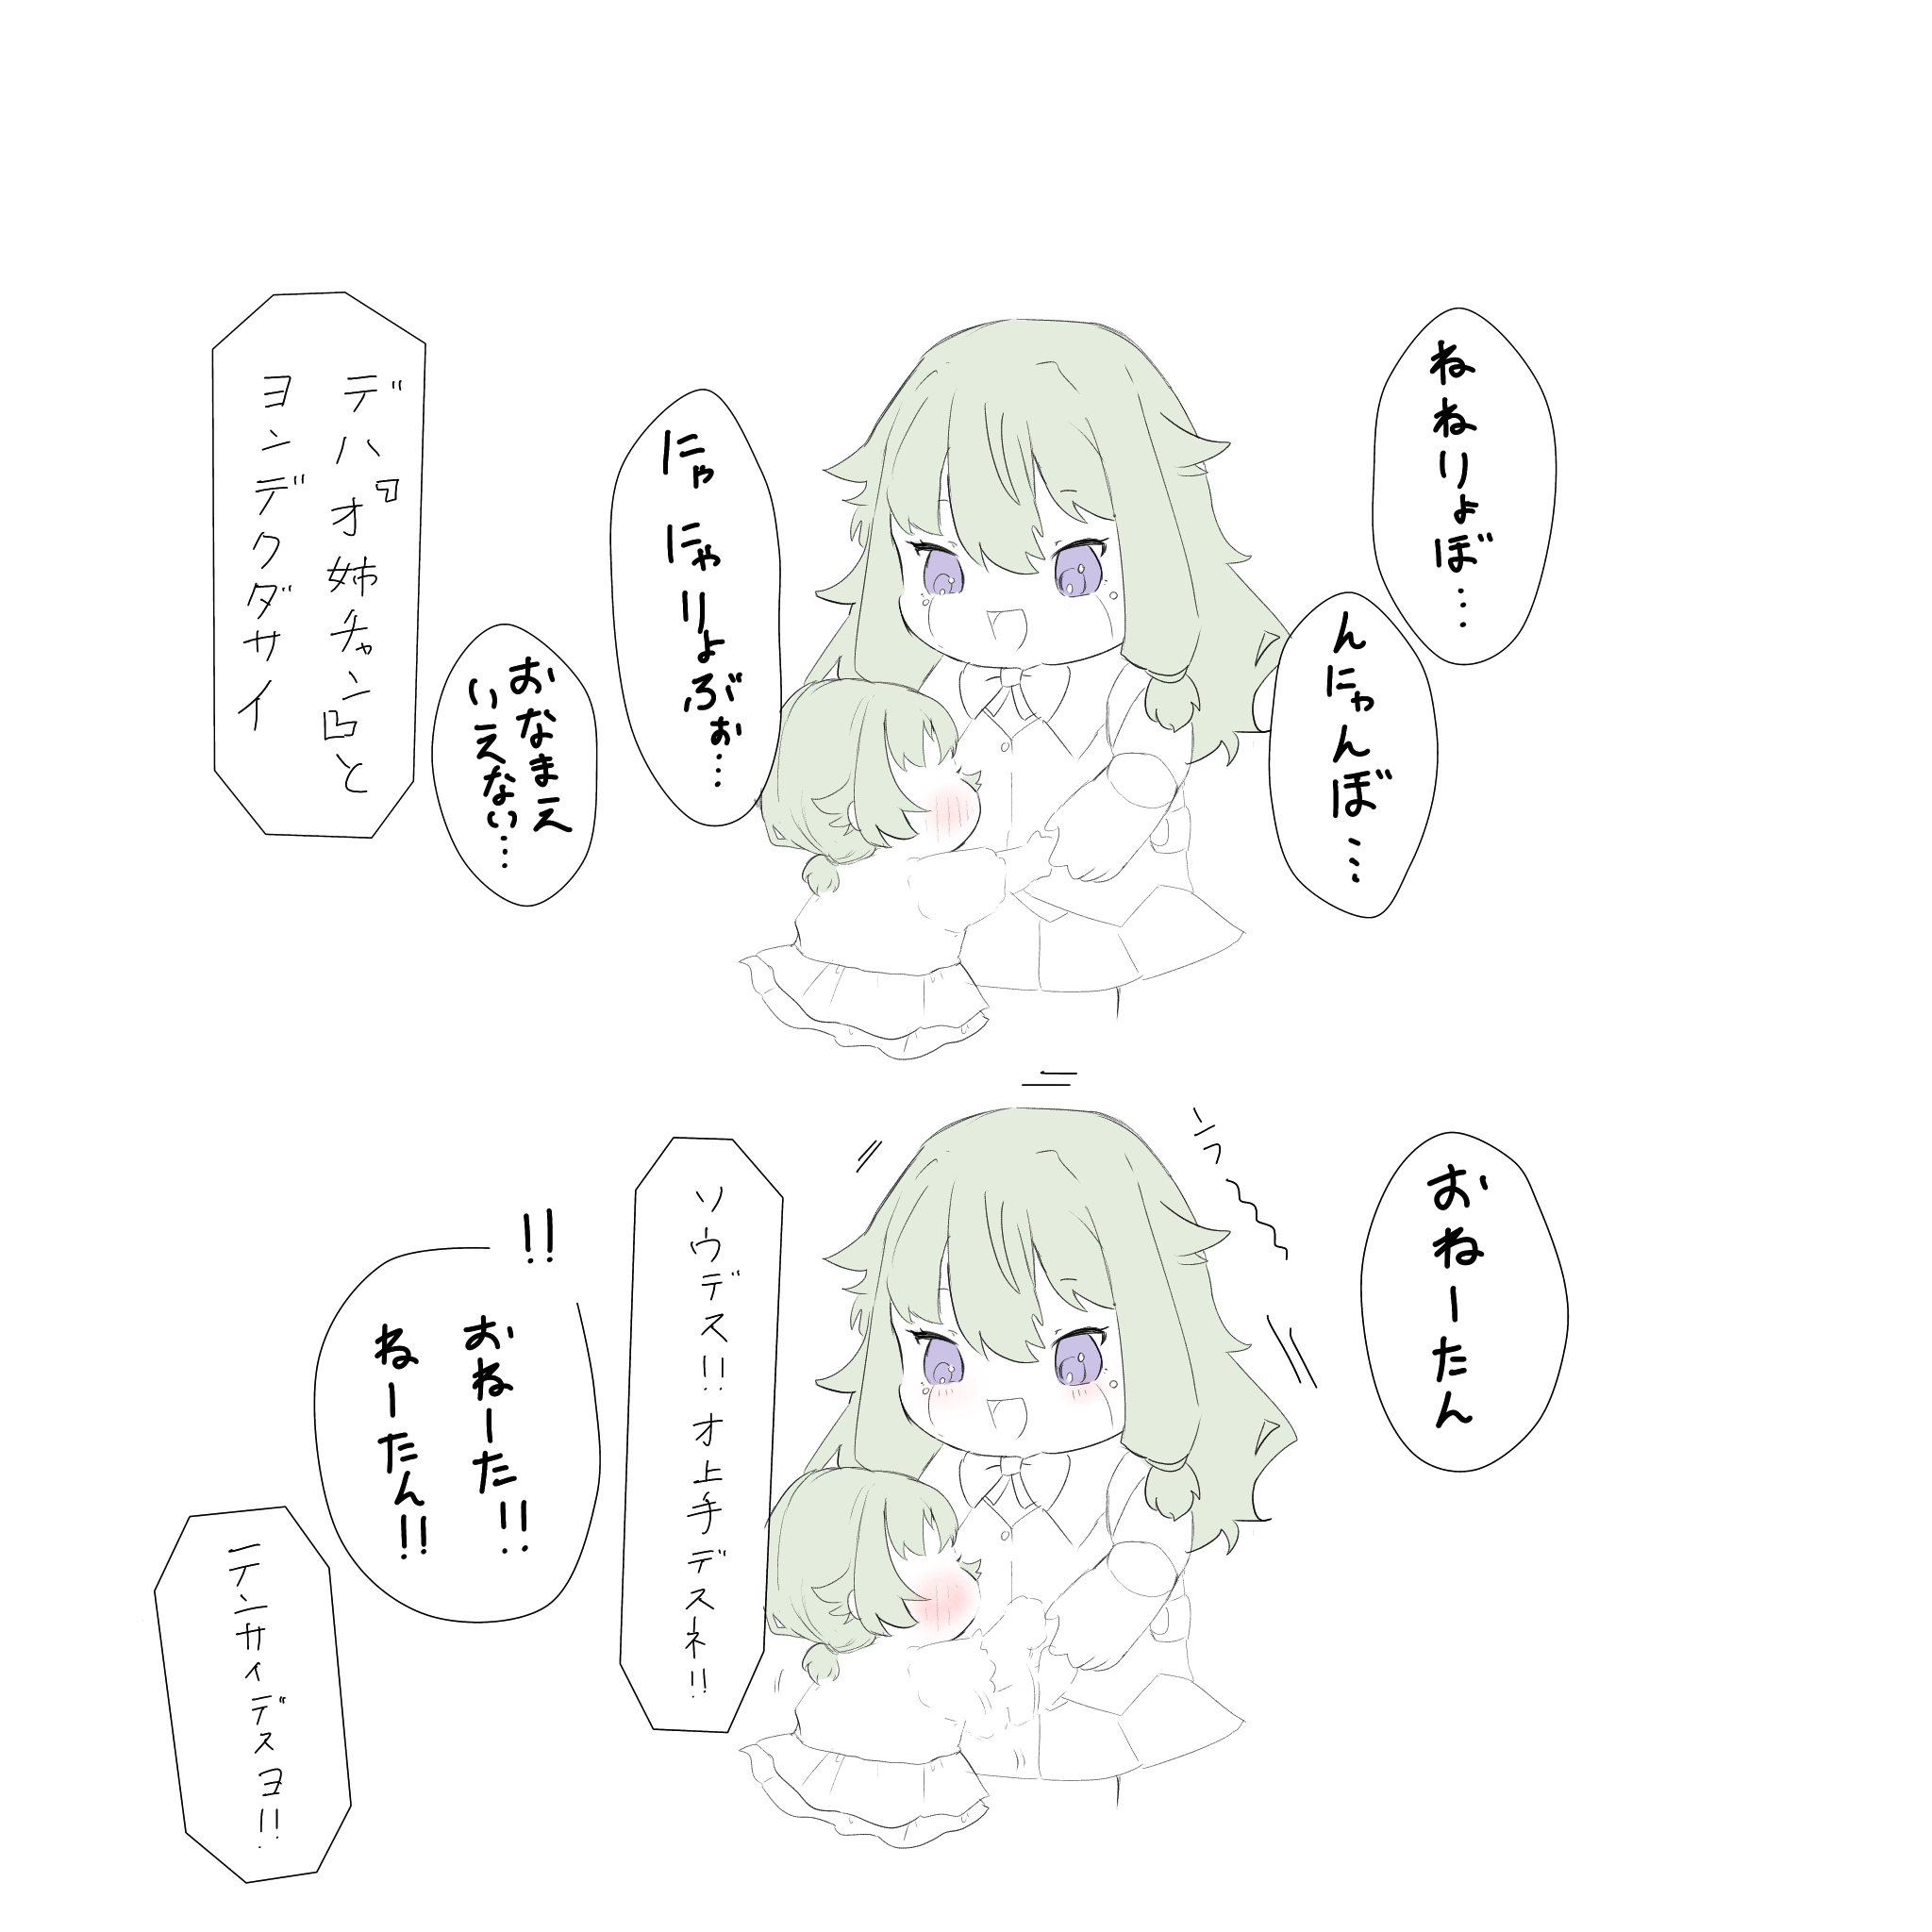 ねねりょぼ…
んにゃんぼ…
にゃにゃりょぶぉ…
おなまえ
いえない…
デハ『オ姉チャン』と
ヨンデクダサイ
おねーたん
ソウデス!!オ上手デスネ!!
!!
おねーた!!
ねーたん!!
テンサイデスヨ!!